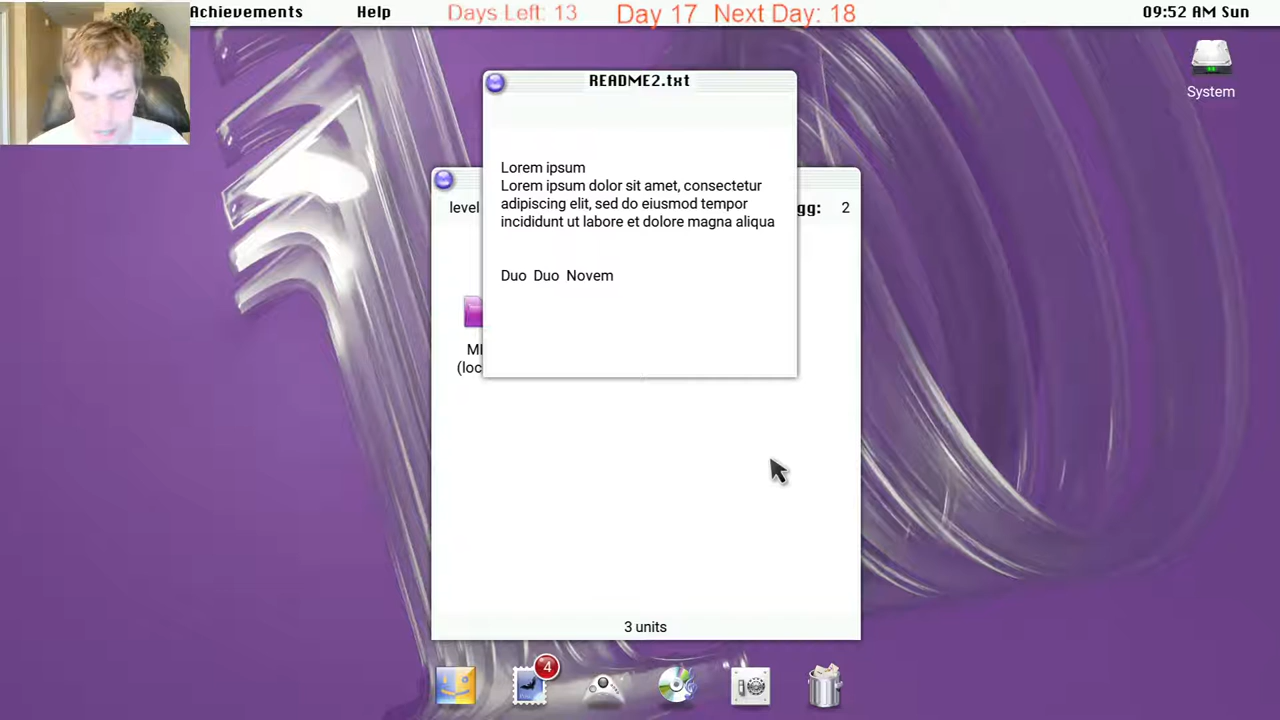 Achievements Help Days Left: 13 Day 17 Next Day: 18 09:52 AM Sun
System
README2.txt
Lorem ipsum
Lorem ipsum dolor sit amet, consectetur
adipiscing elit, sed do eiusmod tempor
incididunt ut labore et dolore magna aliqua
Duo Duo Novem
level
gg: 2
(loc
3 units
4